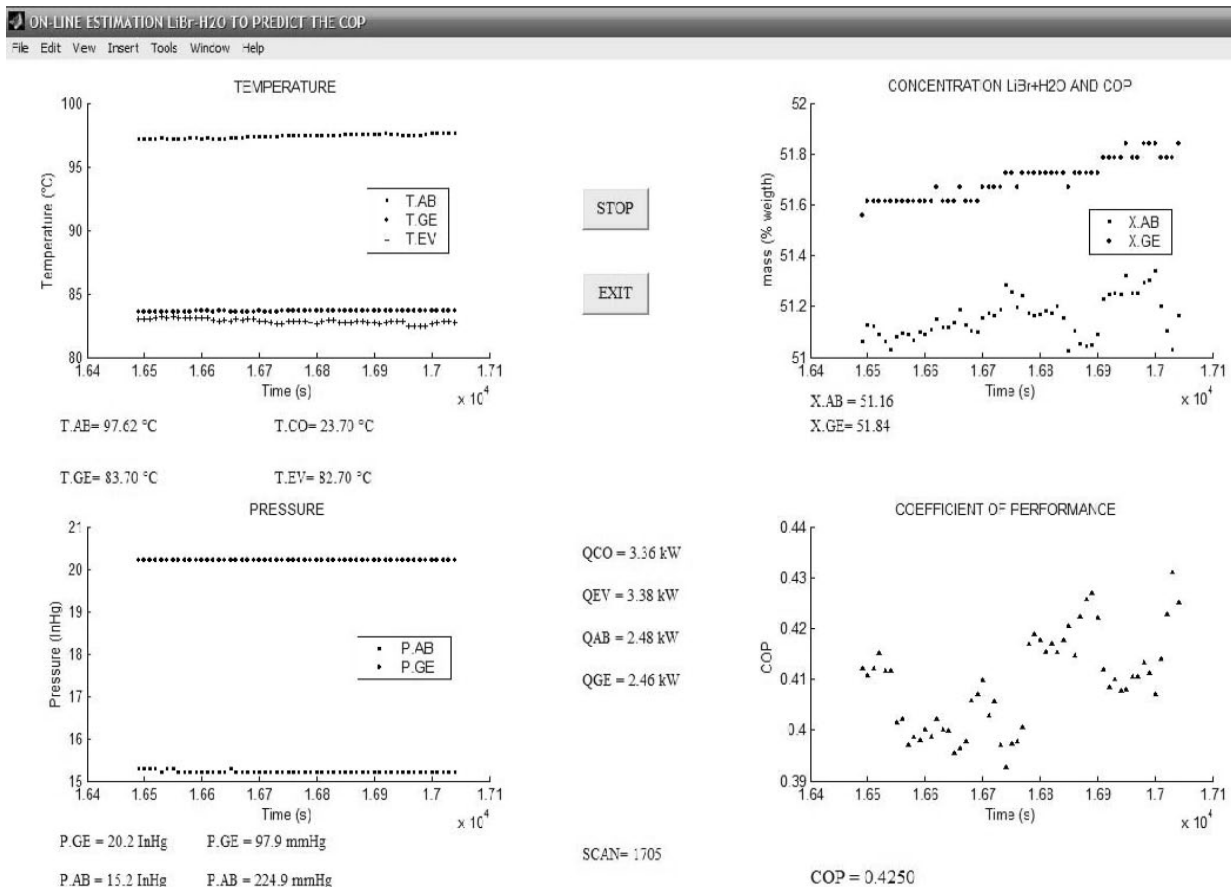 ON-LINE ESTIMATION LiBr-H2O TO PREDICT THE COP
File Edit View Insert Tools Window Help
TEMPERATURE
100
95
90
85
80
Temperature (°C)
T.AB
T.GE
T.EV
1.64 1.65 1.66 1.67 1.68 1.69 1.7 1.71
Time (s)
x 10⁴
T.AB= 97.62 °C T.CO= 23.70 °C
T.GE= 83.70 °C T.EV= 82.70 °C
STOP
EXIT
CONCENTRATION LiBr+H2O AND COP
52
51.8
51.6
51.4
51.2
51
mass (% weigth)
X.AB
X.GE
1.64 1.65 1.66 1.67 1.68 1.69 1.7 1.71
Time (s)
x 10⁴
X.AB = 51.16
X.GE= 51.84
PRESSURE
21
20
19
18
17
16
15
Pressure (InHg)
P.AB
P.GE
1.64 1.65 1.66 1.67 1.68 1.69 1.7 1.71
Time (s)
x 10⁴
P.GE = 20.2 InHg P.GE = 97.9 mmHg
P.AB = 15.2 InHg P.AB = 224.9 mmHg
QCO = 3.36 kW
QEV = 3.38 kW
QAB = 2.48 kW
QGE = 2.46 kW
SCAN= 1705
COEFFICIENT OF PERFORMANCE
0.44
0.43
0.42
0.41
0.4
0.39
COP
1.64 1.65 1.66 1.67 1.68 1.69 1.7 1.71
Time (s)
x 10⁴
COP = 0.4250